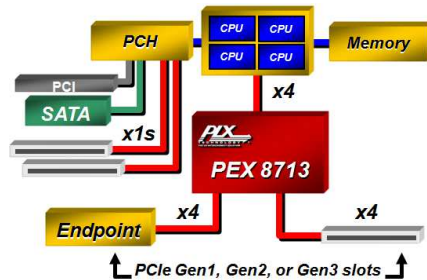 PCH
CPU
CPU
CPU
CPU
Memory
PCI
SATA
x1s
x4
PLX
TECHNOLOGY
PEX 8713
x4
x4
Endpoint
PCIe Gen1, Gen2, or Gen3 slots